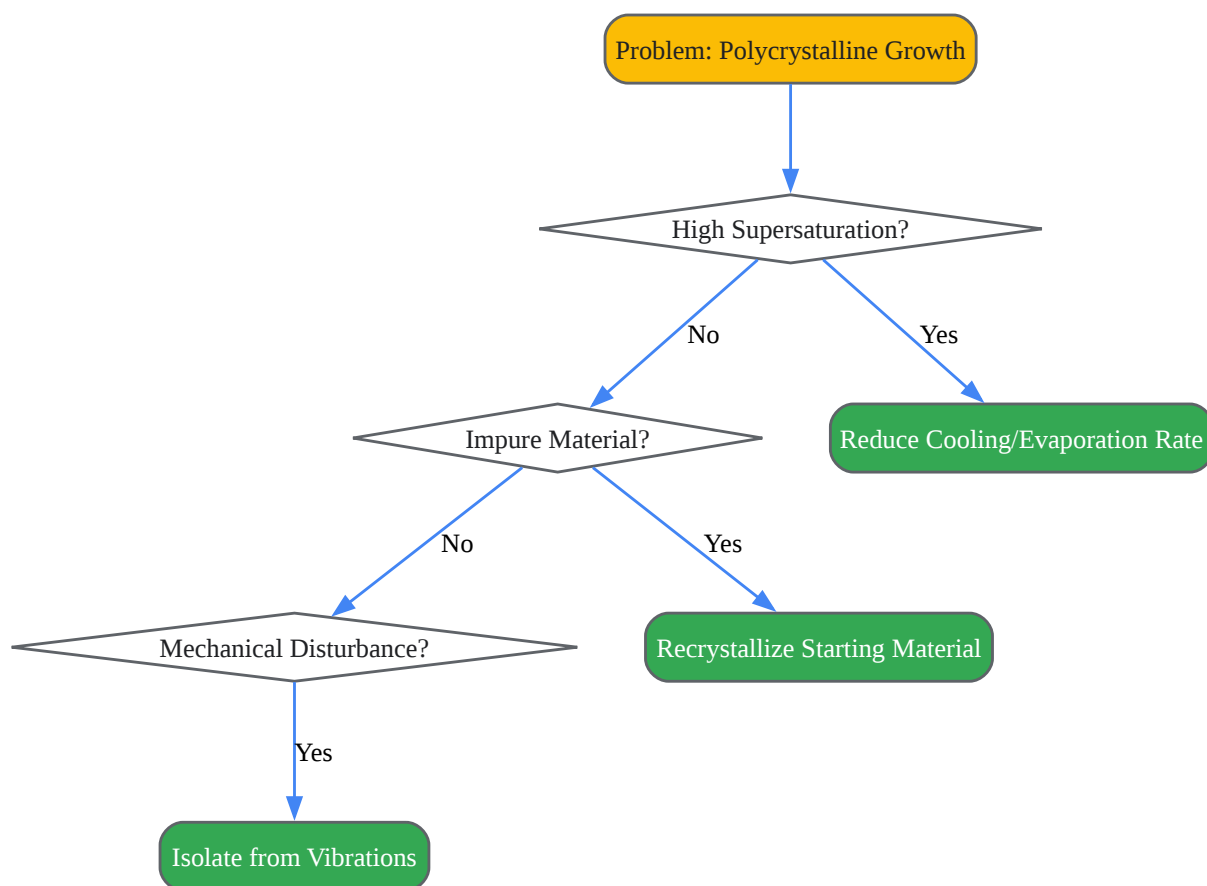 Problem: Polycrystalline Growth
High Supersaturation?
No
Yes
Impure Material?
Reduce Cooling/Evaporation Rate
No
Yes
Mechanical Disturbance?
Recrystallize Starting Material
Yes
Isolate from Vibrations